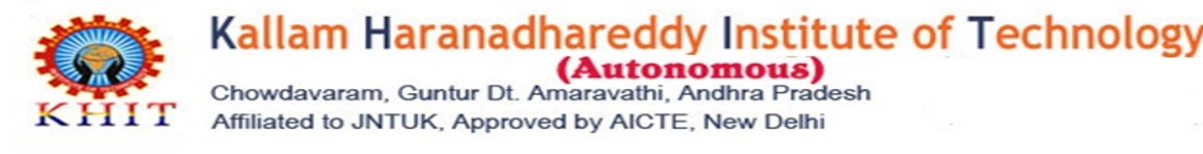 Kallam Haranadhareddy Institute of Technology
(Autonomous)
Chowdavaram, Guntur Dt. Amaravathi, Andhra Pradesh
Affiliated to JNTUK, Approved by AICTE, New Delhi
KHIT